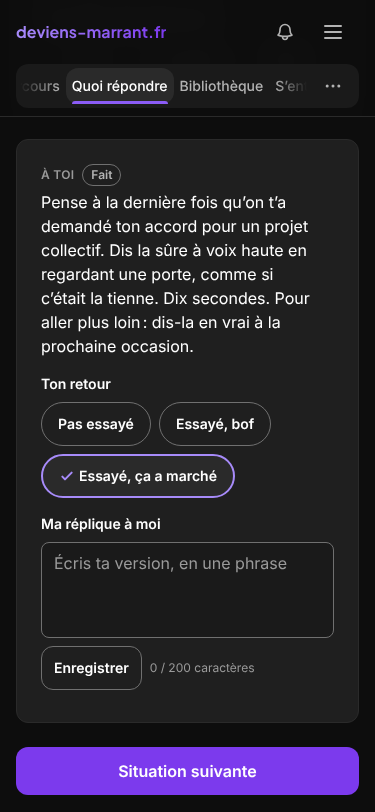 deviens-marrant.fr
cours Quoi répondre Bibliothèque S'en ...
À TOI Fait
Pense à la dernière fois qu'on t'a
demandé ton accord pour un projet
collectif. Dis la sûre à voix haute en
regardant une porte, comme si
c'était la tienne. Dix secondes. Pour
aller plus loin : dis-la en vrai à la
prochaine occasion.
Ton retour
Pas essayé Essayé, bof
✓ Essayé, ça a marché
Ma réplique à moi
Écris ta version, en une phrase
Enregistrer 0 / 200 caractères
Situation suivante